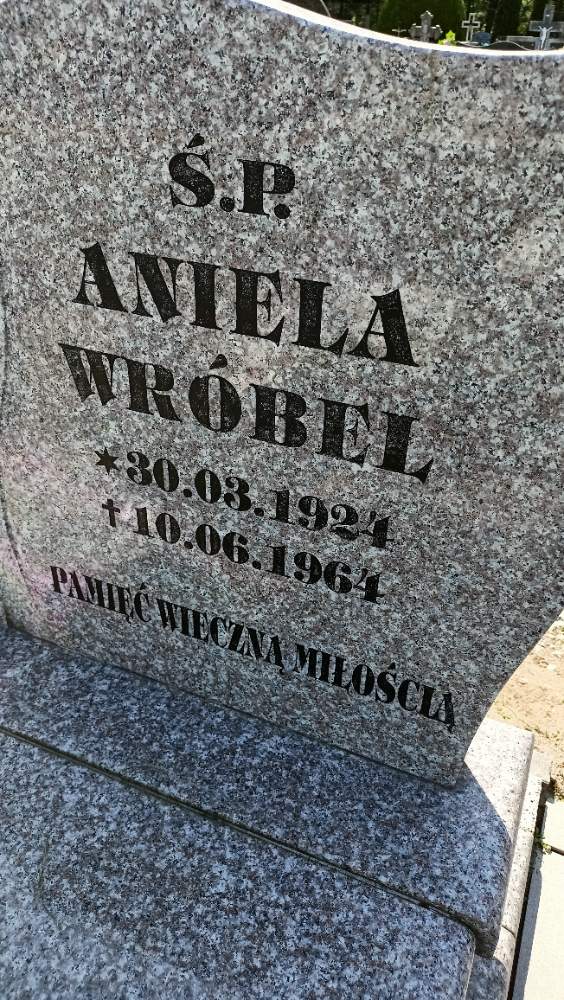 Ś.P.
ANIELA
WRÓBEL
★30.03.1924
†10.06.1964
PAMIĘĆ WIECZNĄ MIŁOŚCIĄ